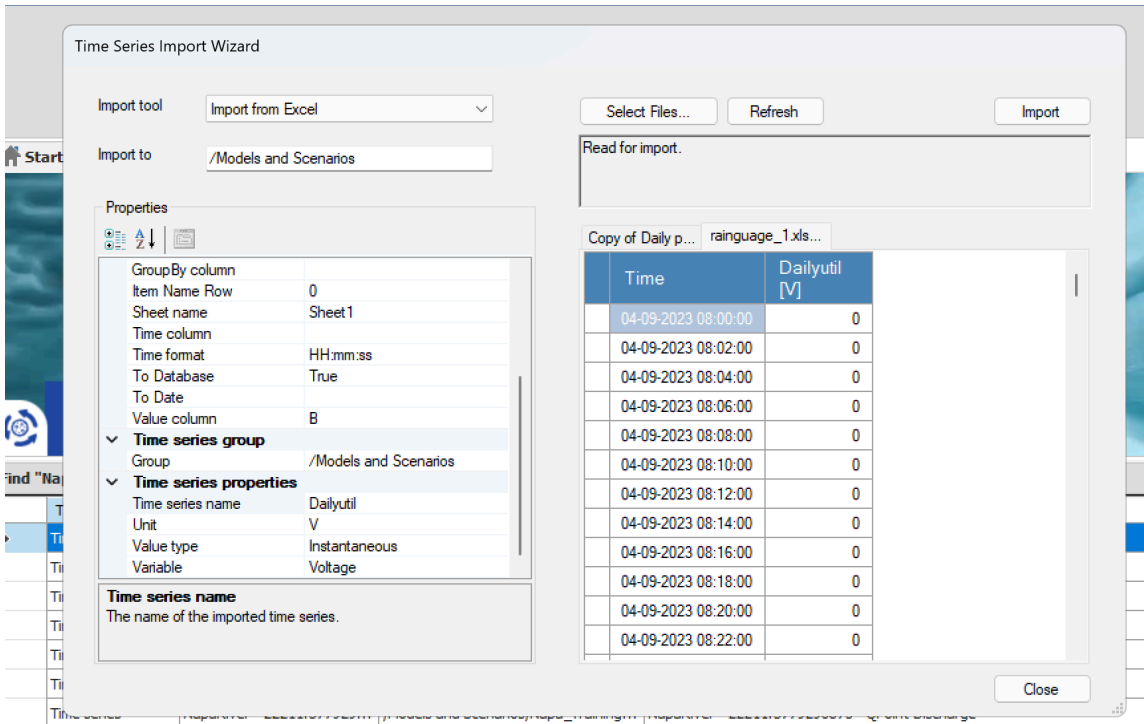 Time Series Import Wizard
Import tool
Import from Excel
Select Files...
Refresh
Import
Start
Import to
/Models and Scenarios
Read for import.
Properties
GroupBy column
Item Name Row 0
Sheet name Sheet1
Time column
Time format HH:mm:ss
To Database True
To Date
Value column B
Time series group
Group /Models and Scenarios
Time series properties
Time series name Dailyutil
Unit V
Value type Instantaneous
Variable Voltage
Time series name
The name of the imported time series.
Copy of Daily p... rainguage_1.xls...
Time Dailyutil
[V]
04-09-2023 08:00:00 0
04-09-2023 08:02:00 0
04-09-2023 08:04:00 0
04-09-2023 08:06:00 0
04-09-2023 08:08:00 0
04-09-2023 08:10:00 0
04-09-2023 08:12:00 0
04-09-2023 08:14:00 0
04-09-2023 08:16:00 0
04-09-2023 08:18:00 0
04-09-2023 08:20:00 0
04-09-2023 08:22:00 0
Close
Find "Nap
T
Ti
Ti
Ti
Ti
Ti
Ti